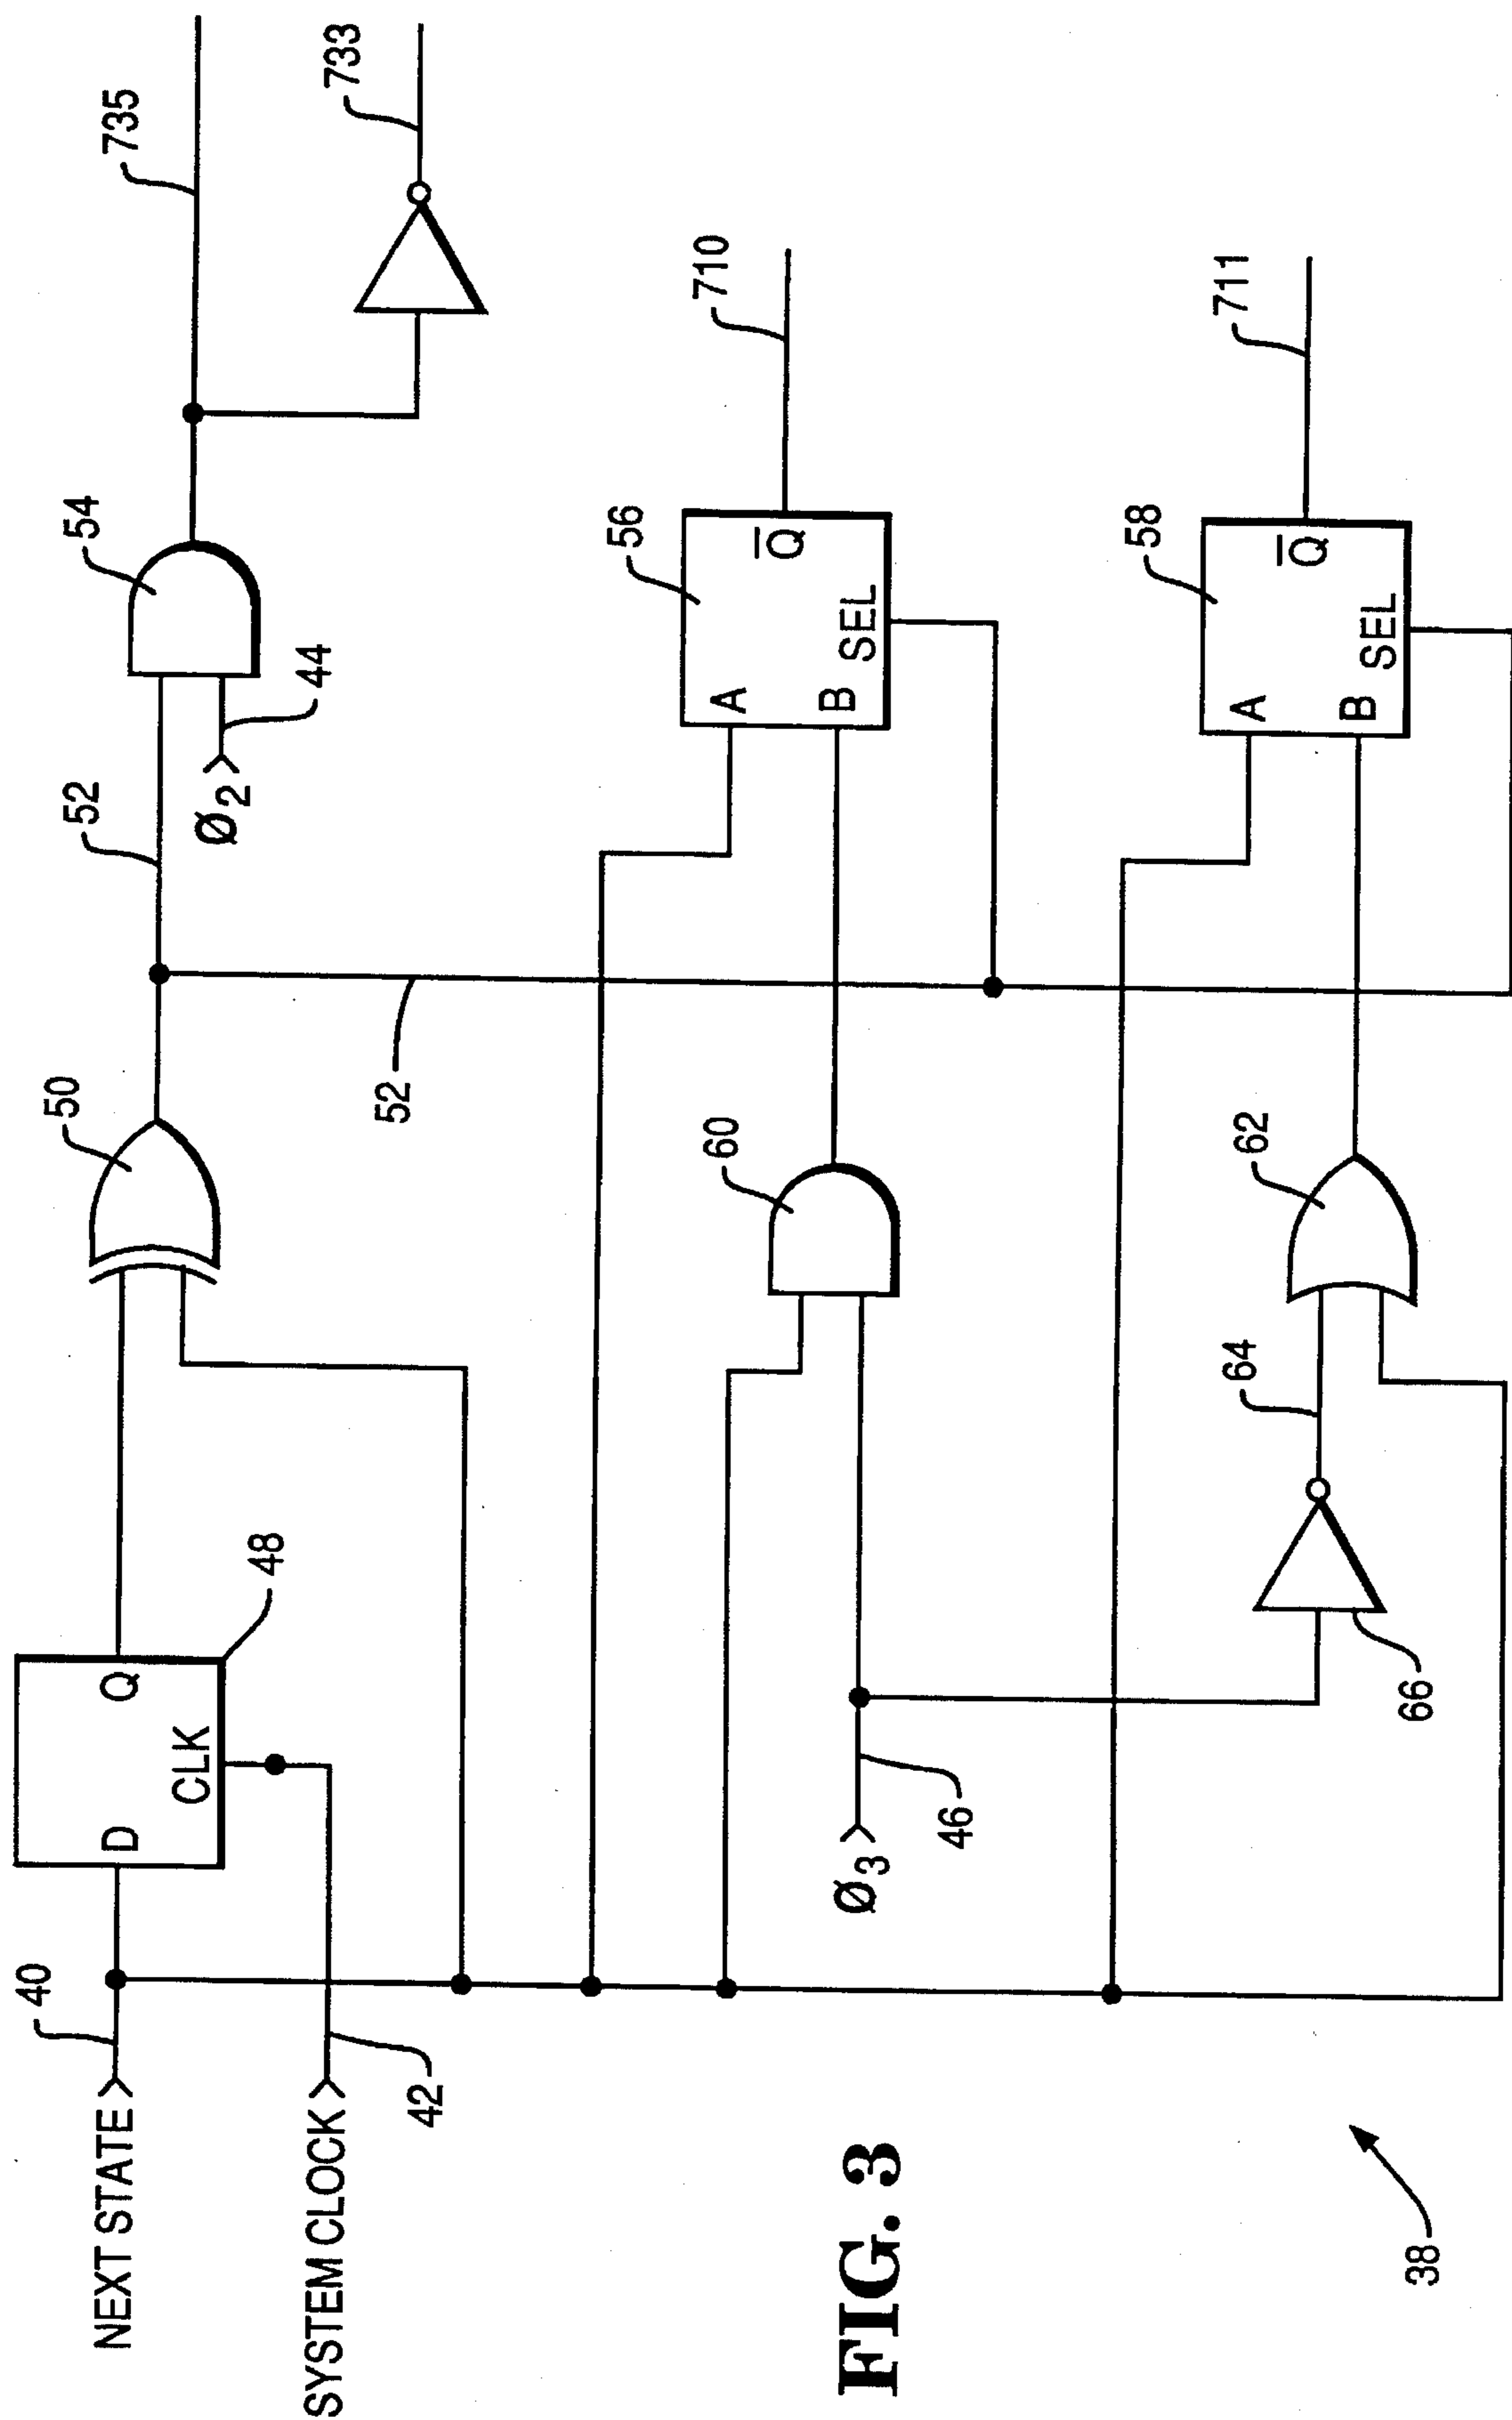 NEXT STATE
40
SYSTEM CLOCK
42
D
Q
CLK
48
50
52
52
Ø2
44
54
735
733
A
B
SEL
Q̅
56
710
60
Ø3
46
A
B
SEL
Q̅
58
711
62
64
66
38
FIG. 3